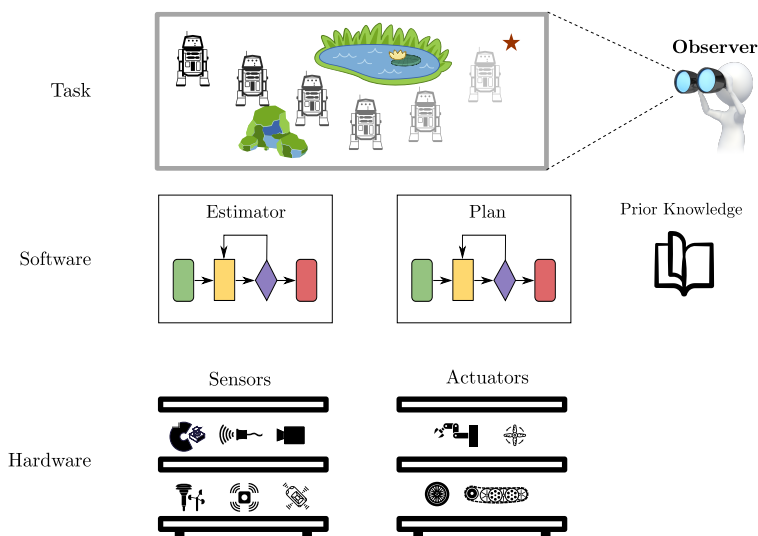 Observer
Task
Estimator
Plan
Prior Knowledge
Software
Sensors
Actuators
Hardware